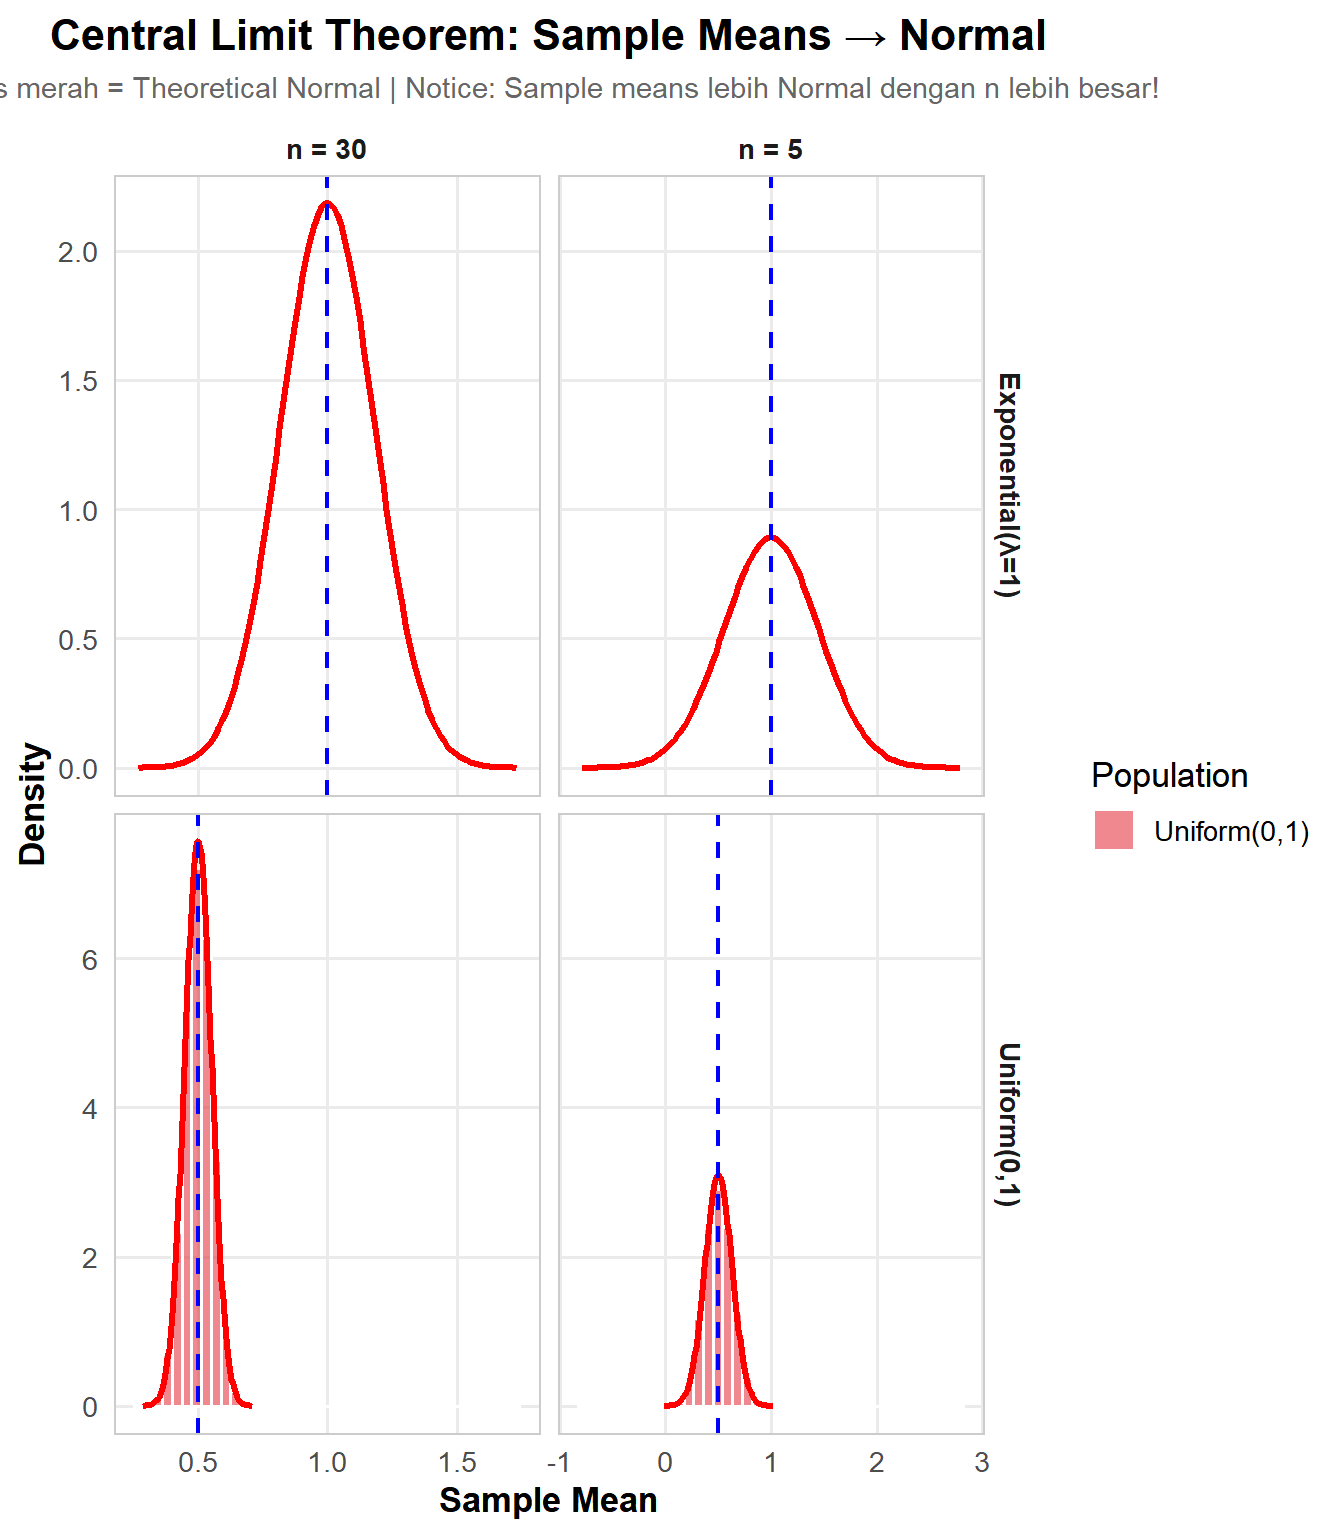 Central Limit Theorem: Sample Means → Normal
s merah = Theoretical Normal | Notice: Sample means lebih Normal dengan n lebih besar!
n = 30
n = 5
2.0
1.5
1.0
0.5
0.0
Exponential(λ=1)
Density
Population
Uniform(0,1)
6
4
2
0
Uniform(0,1)
0.5
1.0
1.5
-1
0
1
2
3
Sample Mean